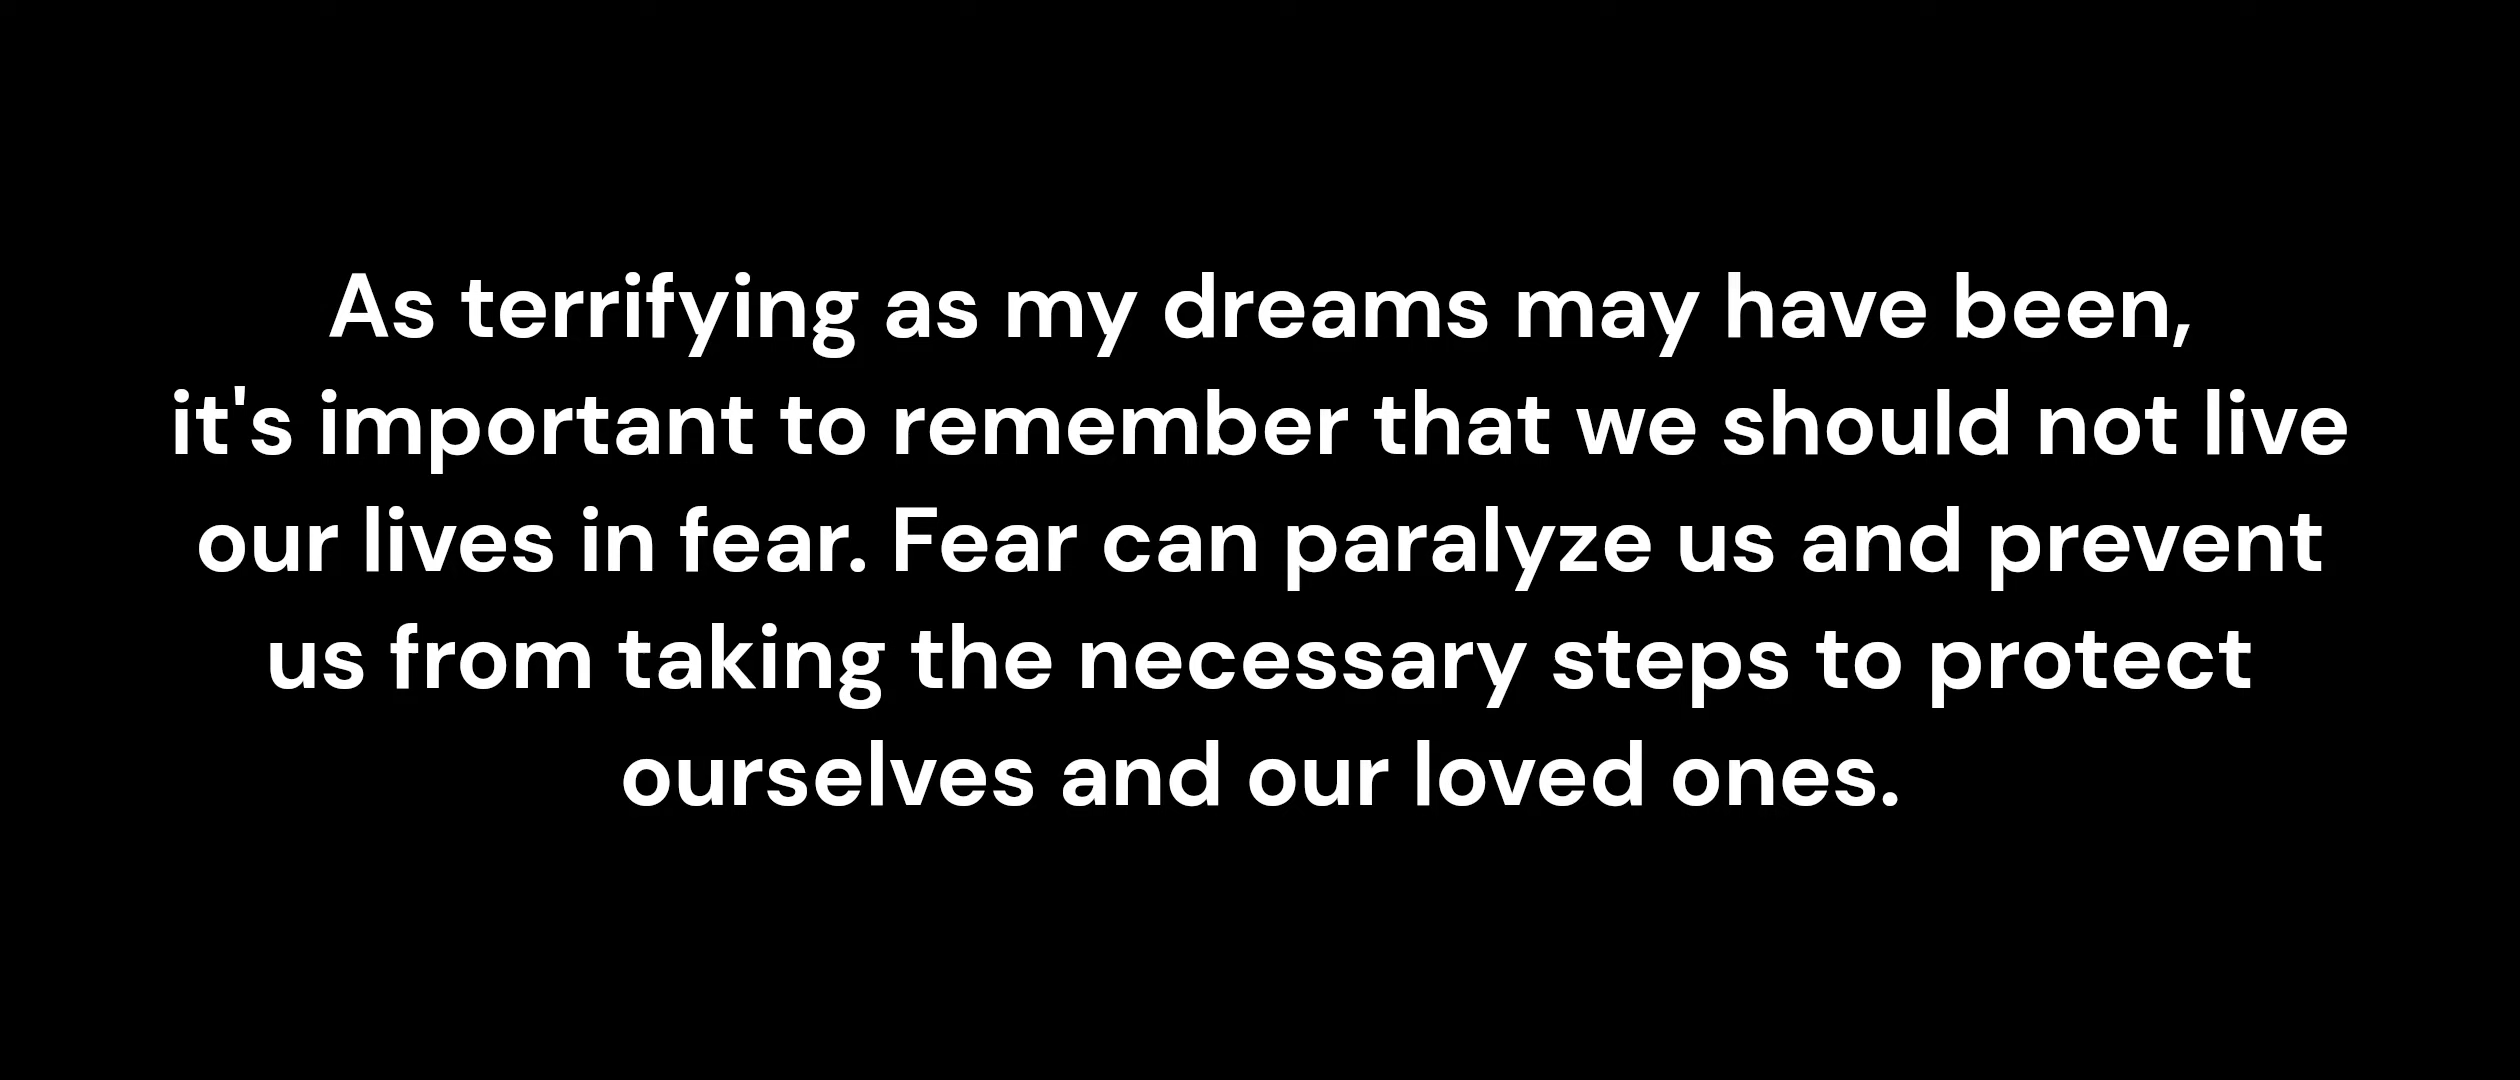 As terrifying as my dreams may have been,
it's important to remember that we should not live
our lives in fear. Fear can paralyze us and prevent
us from taking the necessary steps to protect
ourselves and our loved ones.